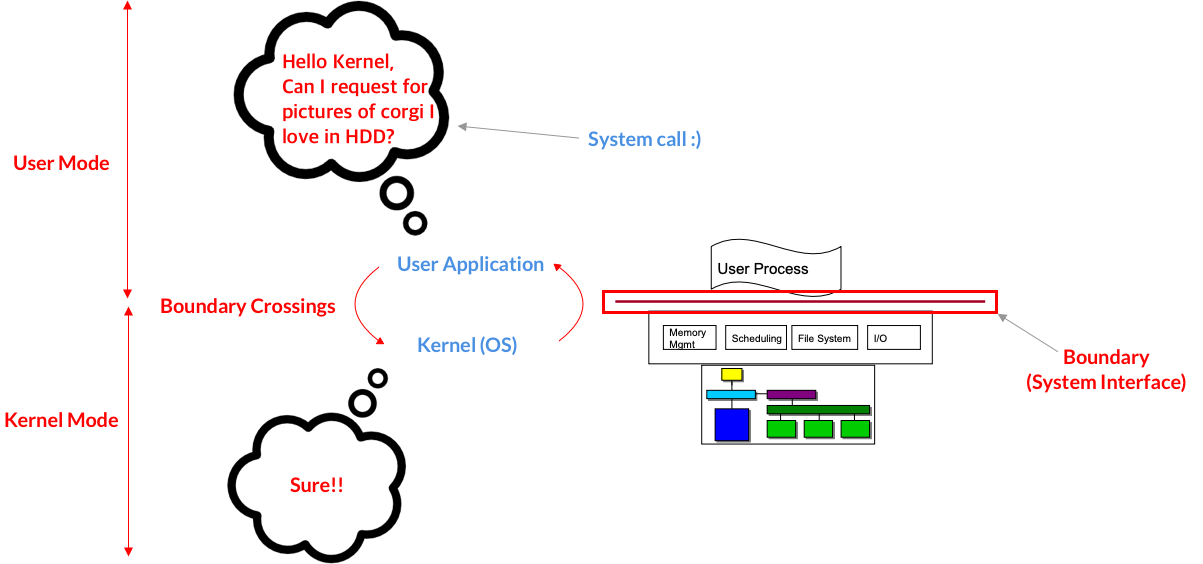 Hello Kernel,
Can I request for
pictures of corgi I
love in HDD?
System call :)
User Mode
User Application
User Process
Boundary Crossings
Kernel (OS)
Memory
Mgmt
Scheduling
File System
I/O
Boundary
(System Interface)
Kernel Mode
Sure!!